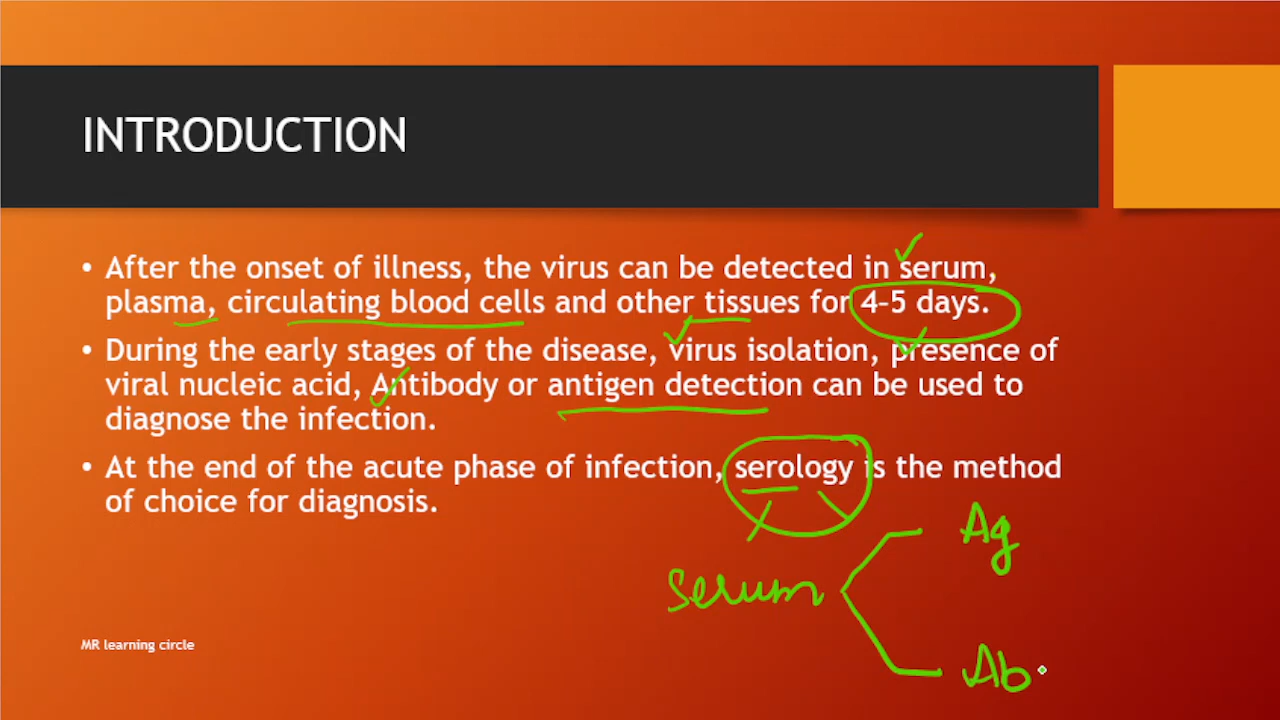 INTRODUCTION
• After the onset of illness, the virus can be detected in serum,
plasma, circulating blood cells and other tissues for 4-5 days.
• During the early stages of the disease, virus isolation, presence of
viral nucleic acid, Antibody or antigen detection can be used to
diagnose the infection.
• At the end of the acute phase of infection, serology is the method
of choice for diagnosis.
Ag
Serum
Ab
MR learning circle